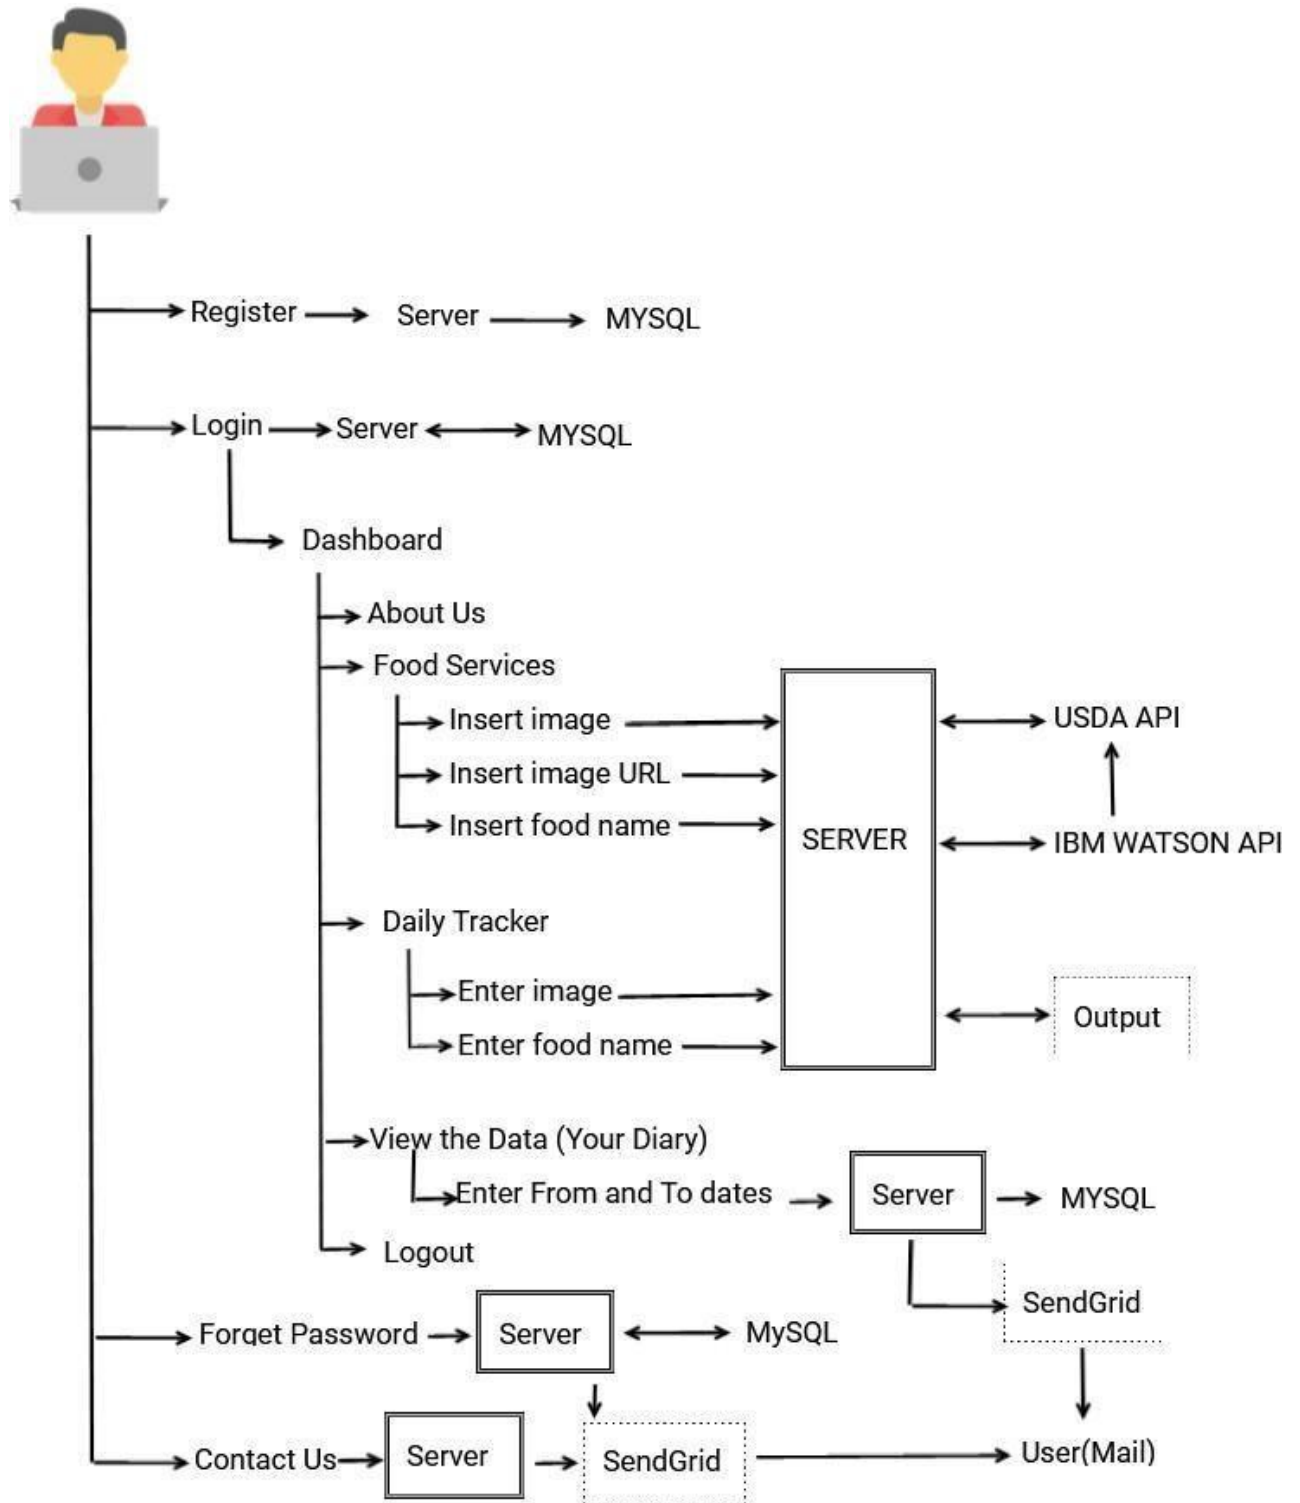 Register Server MYSQL
Login Server MYSQL
Dashboard
About Us
Food Services
Insert image
Insert image URL
Insert food name
SERVER
USDA API
IBM WATSON API
Daily Tracker
Enter image
Enter food name
Output
View the Data (Your Diary)
Enter From and To dates Server MYSQL
Logout
SendGrid
Forget Password Server MySQL
Contact Us Server SendGrid User(Mail)